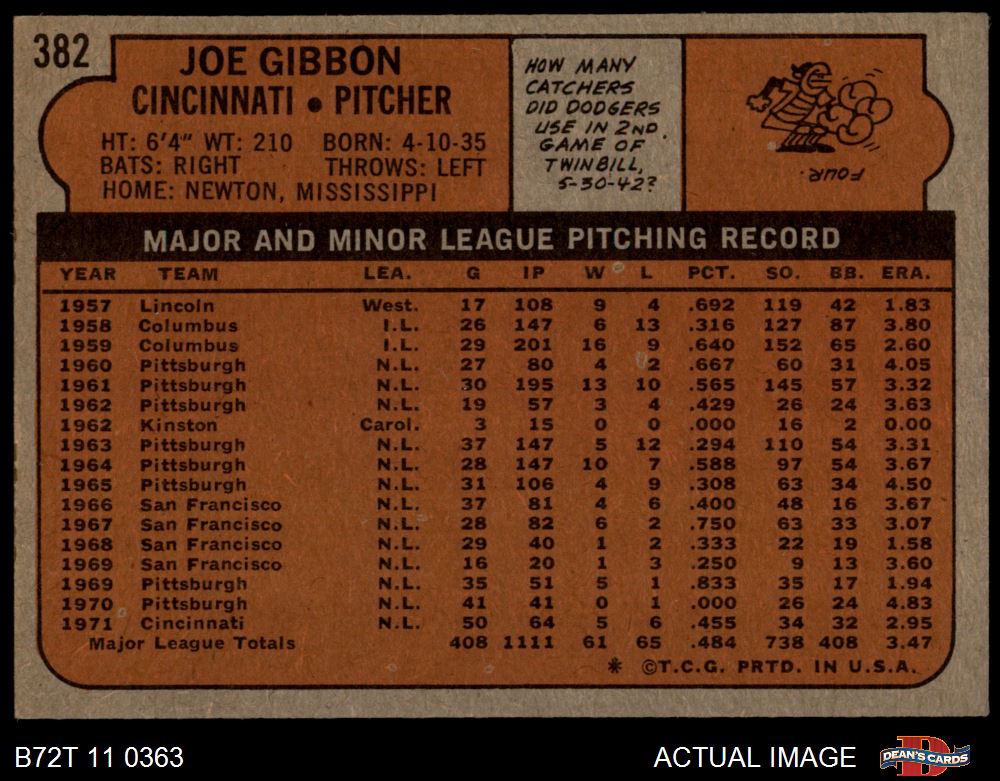 382
JOE GIBBON
CINCINNATI • PITCHER
HT: 6'4" WT: 210 BORN: 4-10-35
BATS: RIGHT THROWS: LEFT
HOME: NEWTON, MISSISSIPPI
HOW MANY
CATCHERS
DID DODGERS
USE IN 2ND
GAME OF
TWINBILL,
5-30-42?
FOUR.
MAJOR AND MINOR LEAGUE PITCHING RECORD
YEAR TEAM LEA. G IP W L PCT. SO. BB. ERA.
1957 Lincoln West. 17 108 9 4 .692 119 42 1.83
1958 Columbus I.L. 26 147 6 13 .316 127 87 3.80
1959 Columbus I.L. 29 201 16 9 .640 152 65 2.60
1960 Pittsburgh N.L. 27 80 4 2 .667 60 31 4.05
1961 Pittsburgh N.L. 30 195 13 10 .565 145 57 3.32
1962 Pittsburgh N.L. 19 57 3 4 .429 26 24 3.63
1962 Kinston Carol. 3 15 0 0 .000 16 2 0.00
1963 Pittsburgh N.L. 37 147 5 12 .294 110 54 3.31
1964 Pittsburgh N.L. 28 147 10 7 .588 97 54 3.67
1965 Pittsburgh N.L. 31 106 4 9 .308 63 34 4.50
1966 San Francisco N.L. 37 81 4 6 .400 48 16 3.67
1967 San Francisco N.L. 28 82 6 2 .750 63 33 3.07
1968 San Francisco N.L. 29 40 1 2 .333 22 19 1.58
1969 San Francisco N.L. 16 20 1 3 .250 9 13 3.60
1969 Pittsburgh N.L. 35 51 5 1 .833 35 17 1.94
1970 Pittsburgh N.L. 41 41 0 1 .000 26 24 4.83
1971 Cincinnati N.L. 50 64 5 6 .455 34 32 2.95
Major League Totals 408 1111 61 65 .484 738 408 3.47
* ©T.C.G. PRTD. IN U.S.A.
B72T 11 0363 ACTUAL IMAGE DEAN'S CARDS